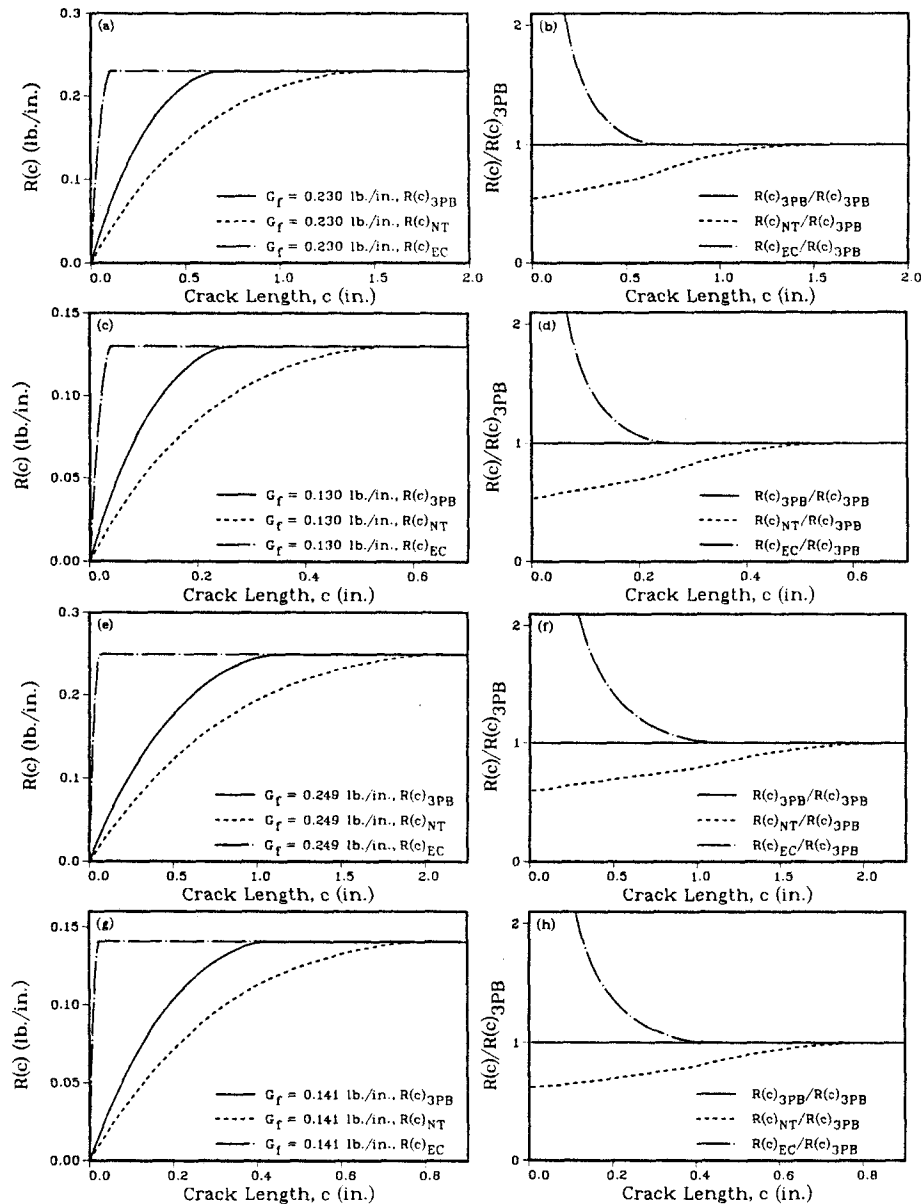 (a)
R(c) (lb./in.)
0.3
0.2
0.1
0.0
G_f = 0.230 lb./in., R(c)_3PB
G_f = 0.230 lb./in., R(c)_NT
G_f = 0.230 lb./in., R(c)_EC
0.0 0.5 1.0 1.5 2.0
Crack Length, c (in.)
(b)
R(c)/R(c)_3PB
2
1
0
R(c)_3PB/R(c)_3PB
R(c)_NT/R(c)_3PB
R(c)_EC/R(c)_3PB
0.0 0.5 1.0 1.5 2.0
Crack Length, c (in.)
(c)
R(c) (lb./in.)
0.15
0.10
0.05
0.00
G_f = 0.130 lb./in., R(c)_3PB
G_f = 0.130 lb./in., R(c)_NT
G_f = 0.130 lb./in., R(c)_EC
0.0 0.2 0.4 0.6
Crack Length, c (in.)
(d)
R(c)/R(c)_3PB
2
1
0
R(c)_3PB/R(c)_3PB
R(c)_NT/R(c)_3PB
R(c)_EC/R(c)_3PB
0.0 0.2 0.4 0.6
Crack Length, c (in.)
(e)
R(c) (lb./in.)
0.3
0.2
0.1
0.0
G_f = 0.249 lb./in., R(c)_3PB
G_f = 0.249 lb./in., R(c)_NT
G_f = 0.249 lb./in., R(c)_EC
0.0 0.5 1.0 1.5 2.0
Crack Length, c (in.)
(f)
R(c)/R(c)_3PB
2
1
0
R(c)_3PB/R(c)_3PB
R(c)_NT/R(c)_3PB
R(c)_EC/R(c)_3PB
0.0 0.5 1.0 1.5 2.0
Crack Length, c (in.)
(g)
R(c) (lb./in.)
0.15
0.10
0.05
0.00
G_f = 0.141 lb./in., R(c)_3PB
G_f = 0.141 lb./in., R(c)_NT
G_f = 0.141 lb./in., R(c)_EC
0.0 0.2 0.4 0.6 0.8
Crack Length, c (in.)
(h)
R(c)/R(c)_3PB
2
1
0
R(c)_3PB/R(c)_3PB
R(c)_NT/R(c)_3PB
R(c)_EC/R(c)_3PB
0.0 0.2 0.4 0.6 0.8
Crack Length, c (in.)